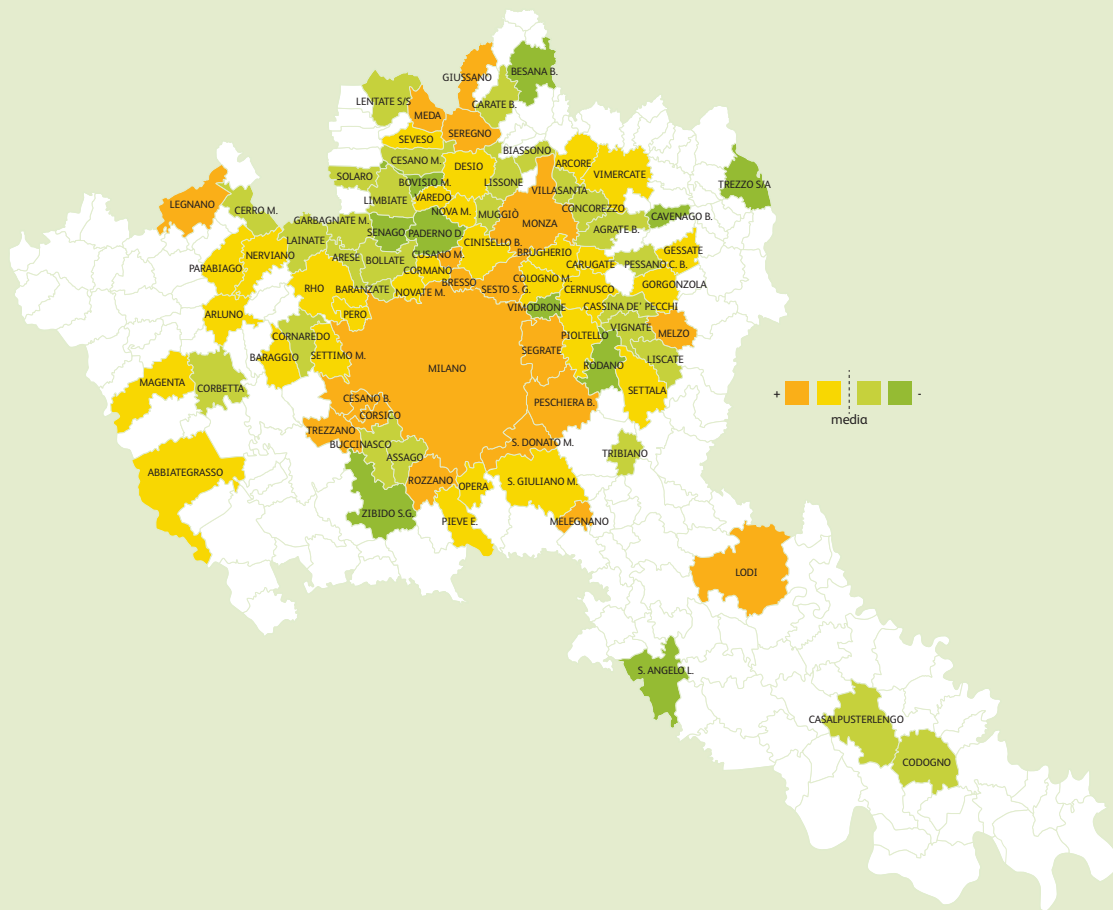 GIUSSANO
BESANA B.
LENTATE S/S
CARATE B.
MEDA
SEREGNO
SEVESO
BIASSONO
CESANO M.
DESIO
ARCORE
SOLARO
BOVISIO M.
LISSONE
VILLASANTA
VIMERCATE
TREZZO S/A
LEGNANO
CERRO M.
LIMBIATE
VAREDO
NOVA M.
MUGGIÒ
CONCOREZZO
CAVENAGO B.
GARBAGNATE M.
SENAGO
PADERNO D.
MONZA
AGRATE B.
LAINATE
CINISELLO B.
NERVIANO
ARESE
BOLLATE
CUSANO M.
BRUGHERIO
GESSATE
PARABIAGO
CORMANO
CARUGATE
PESSANO C. B.
RHO
BARANZATE
NOVATE M.
BRESSO
SESTO S. G.
COLOGNO M.
CERNUSCO
GORGONZOLA
ARLUNO
PERO
VIMODRONE
CASSINA DE' PECCHI
CORNAREDO
PIOLTELLO
VIGNATE
MELZO
BARAGGIO
SETTIMO M.
SEGRATE
LISCATE
MILANO
RODANO
MAGENTA
CORBETTA
SETTALA
CESANO B.
PESCHIERA B.
+
-
CORSICO
media
TREZZANO
BUCCINASCO
S. DONATO M.
ASSAGO
TRIBIANO
ABBIATEGRASSO
ROZZANO
OPERA
S. GIULIANO M.
ZIBIDO S.G.
PIEVE E.
MELEGNANO
LODI
S. ANGELO L.
CASALPUSTERLENGO
CODOGNO